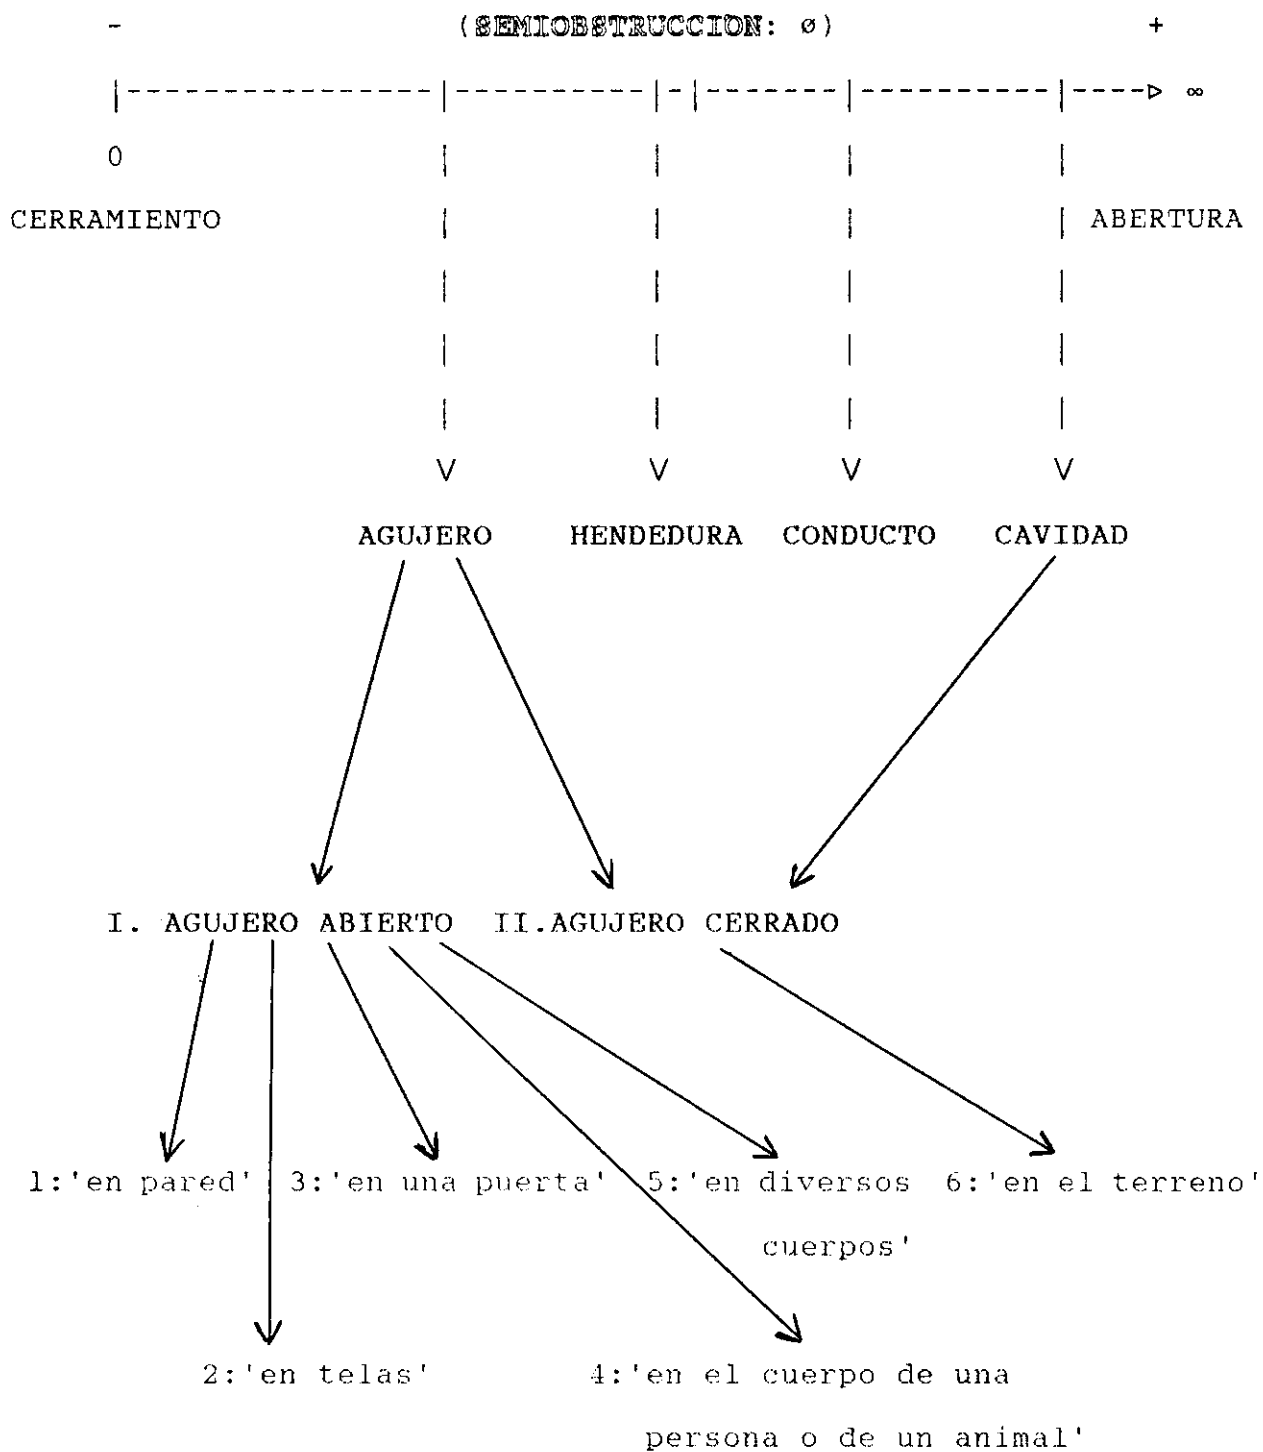 - (SEMIOBSTRUCCION: ø) +
|---------------|----------|-|-------|----------|----▷ ∞
0
CERRAMIENTO ABERTURA
AGUJERO HENDEDURA CONDUCTO CAVIDAD
I. AGUJERO ABIERTO II.AGUJERO CERRADO
1:'en pared' 3:'en una puerta' 5:'en diversos 6:'en el terreno'
cuerpos'
2:'en telas' 4:'en el cuerpo de una
persona o de un animal'